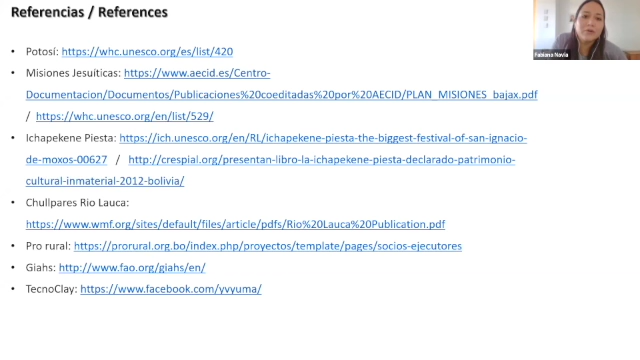 Referencias / References
• Potosí: https://whc.unesco.org/es/list/420
• Misiones Jesuíticas: https://www.aecid.es/Centro-
Documentacion/Documentos/Publicaciones%20coeditadas%20por%20AECID/PLAN_MISIONES_bajax.pdf
/ https://whc.unesco.org/en/list/529/
• Ichapekene Piesta: https://ich.unesco.org/en/RL/ichapekene-piesta-the-biggest-festival-of-san-ignacio-
de-moxos-00627 / http://crespial.org/presentan-libro-la-ichapekene-piesta-declarado-patrimonio-
cultural-inmaterial-2012-bolivia/
• Chullpares Rio Lauca:
https://www.wmf.org/sites/default/files/article/pdfs/Rio%20Lauca%20Publication.pdf
• Pro rural: https://prorural.org.bo/index.php/proyectos/template/pages/socios-ejecutores
• Giahs: http://www.fao.org/giahs/en/
• TecnoClay: https://www.facebook.com/yvyuma/
Fabiana Navia